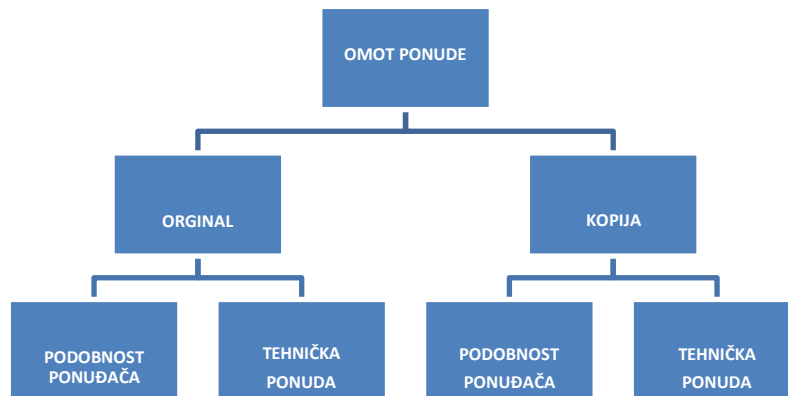 OMOT PONUDE
ORGINAL
KOPIJA
PODOBNOST
PONUĐAČA
TEHNIČKA
PONUDA
PODOBNOST
PONUĐAČA
TEHNIČKA
PONUDA